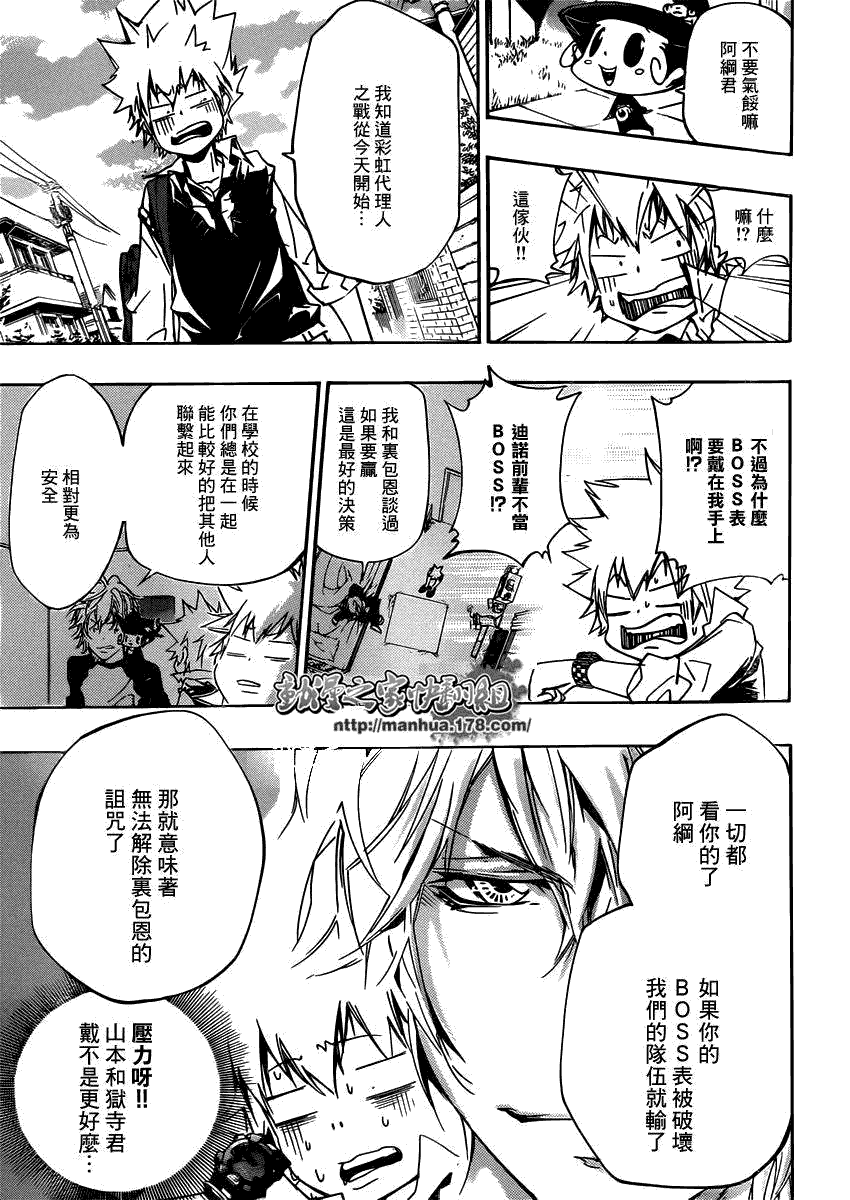 不要氣餒嘛
阿綱君
什麼
嘛!?
這傢伙!!
我知道彩虹代理人
之戰從今天開始…
不過為什麼
BOSS表
要戴在我手上
啊!?
迪諾前輩不當
BOSS!?
我和裏包恩談過
如果要贏
這是最好的決策
在學校的時候
你們總是在一起
能比較好的把其他人
聯繫起來
相對更為
安全
動漫之家汉翻组
http://manhua.178.com/
一切都
看你的了
阿綱
如果你的
BOSS表被破壞
我們的隊伍就輸了
那就意味著
無法解除裏包恩的
詛咒了
壓力呀!!
山本和獄寺君
戴不是更好麼…